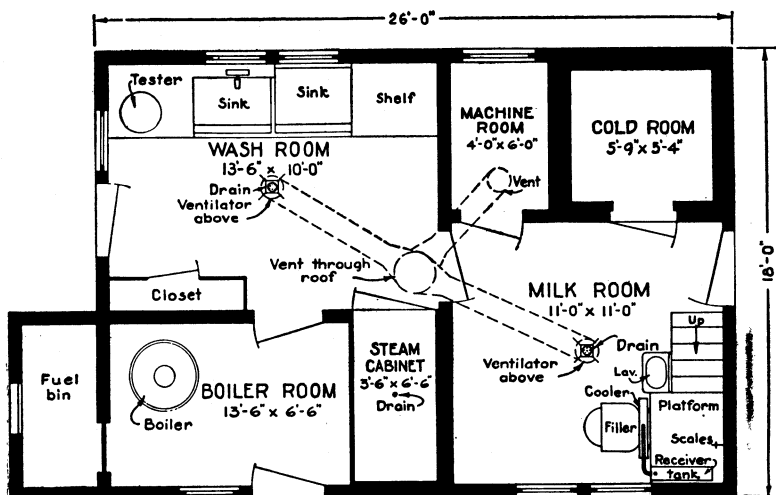 26'-0"
Tester
Sink
Sink
Shelf
MACHINE
ROOM
4'-0"x 6'-0"
COLD ROOM
5'-9"x 5'-4"
WASH ROOM
13'-6" x 10'-0"
Drain
Ventilator
above
Vent
Vent through
roof
18'-0"
Closet
MILK ROOM
11'-0" x 11'-0"
Up
Drain
Ventilator
above
STEAM
CABINET
3'-6"x 6'-6"
Drain
Fuel
bin
BOILER ROOM
13'-6" x 6'-6"
Boiler
Lav.
Cooler
Filler
Platform
Scales
Receiver
tank